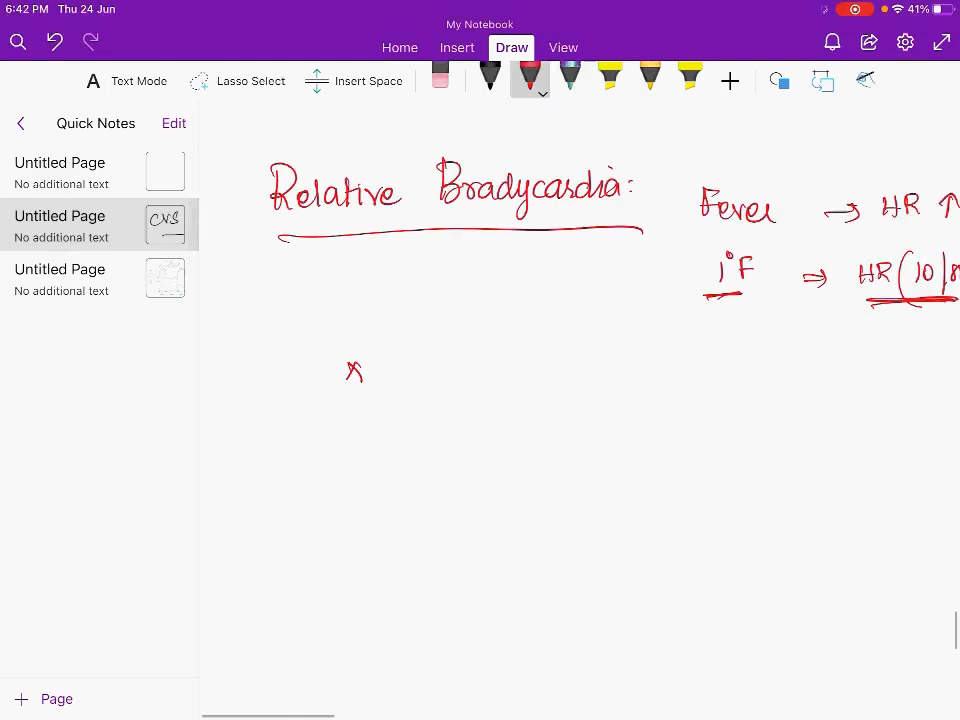 6:42 PM Thu 24 Jun
41%
My Notebook
Home Insert Draw View
Text Mode Lasso Select Insert Space
Quick Notes Edit
Untitled Page
No additional text
Untitled Page
No additional text
CNS
Untitled Page
No additional text
Page
Relative Bradycardia:
Fever → HR ↑
1°F ⇒ HR (10|
*